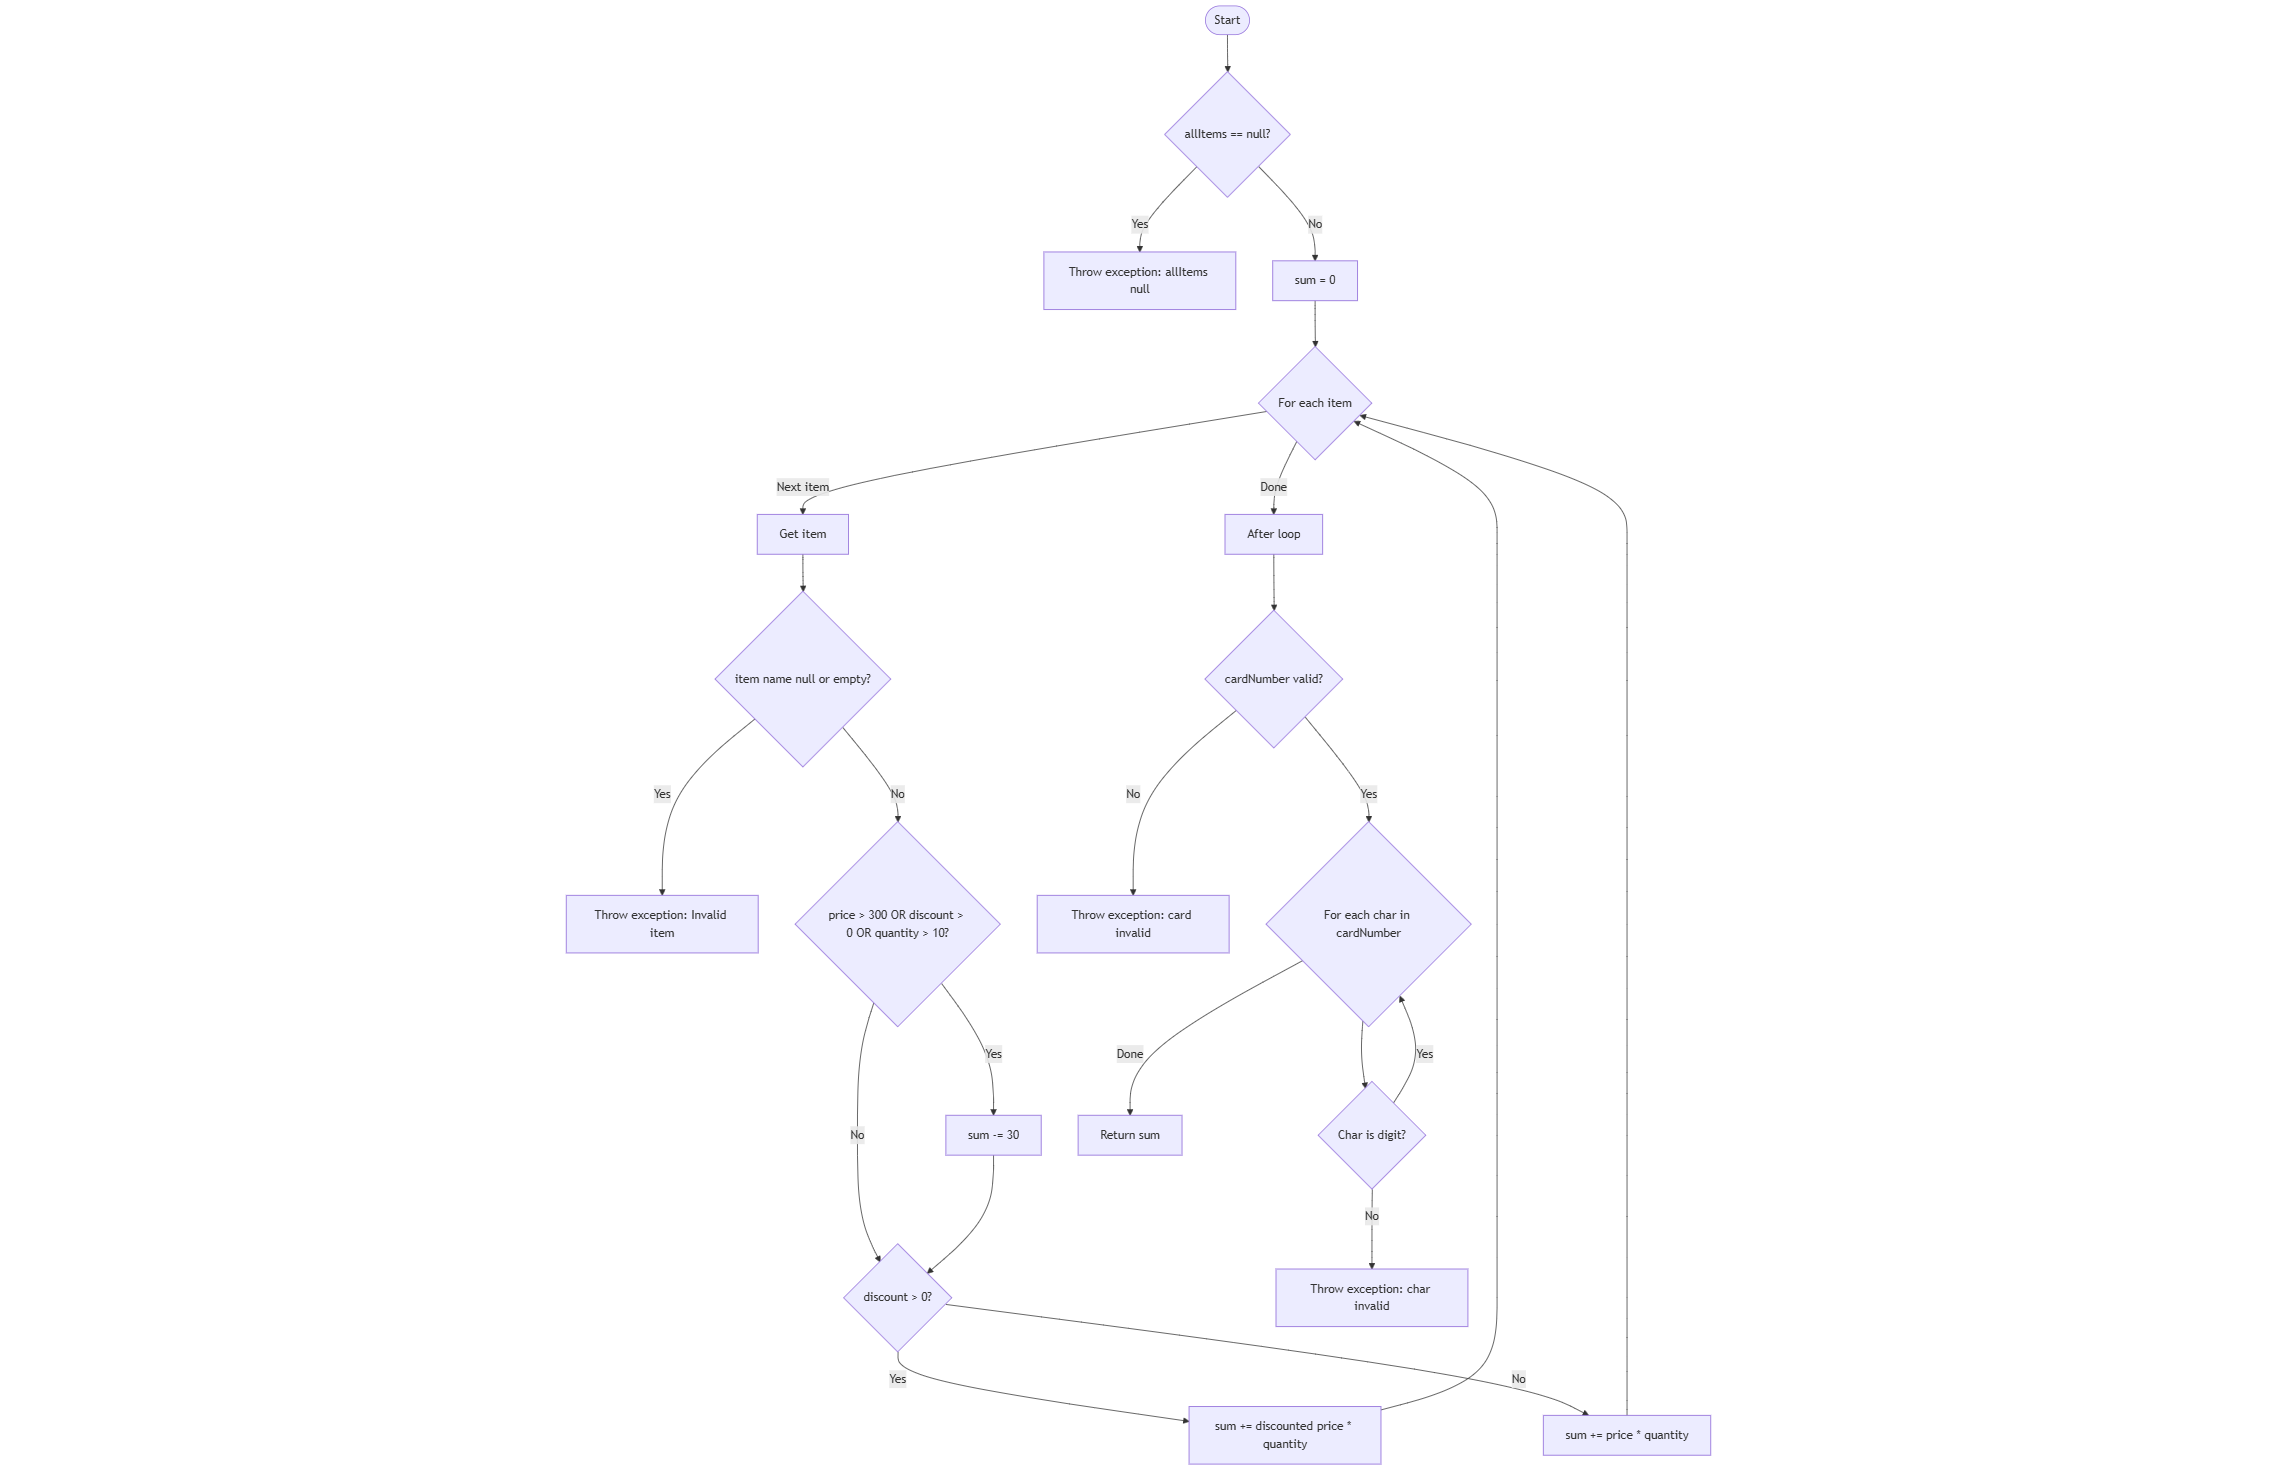 Start
allItems == null?
Yes
No
Throw exception: allItems
null
sum = 0
For each item
Next item
Done
Get item
After loop
item name null or empty?
cardNumber valid?
Yes
No
No
Yes
Throw exception: Invalid
item
price > 300 OR discount >
0 OR quantity > 10?
Throw exception: card
invalid
For each char in
cardNumber
Yes
Done
Yes
No
sum -= 30
Return sum
Char is digit?
No
discount > 0?
Throw exception: char
invalid
Yes
No
sum += discounted price *
quantity
sum += price * quantity